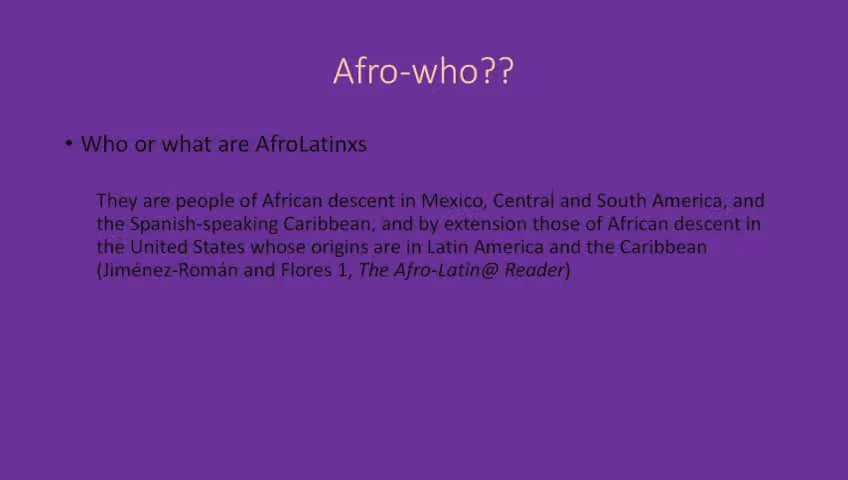 Afro-who??
• Who or what are AfroLatinxs
They are people of African descent in Mexico, Central and South America, and
the Spanish-speaking Caribbean, and by extension those of African descent in
the United States whose origins are in Latin America and the Caribbean
(Jiménez-Román and Flores 1, The Afro-Latin@ Reader)